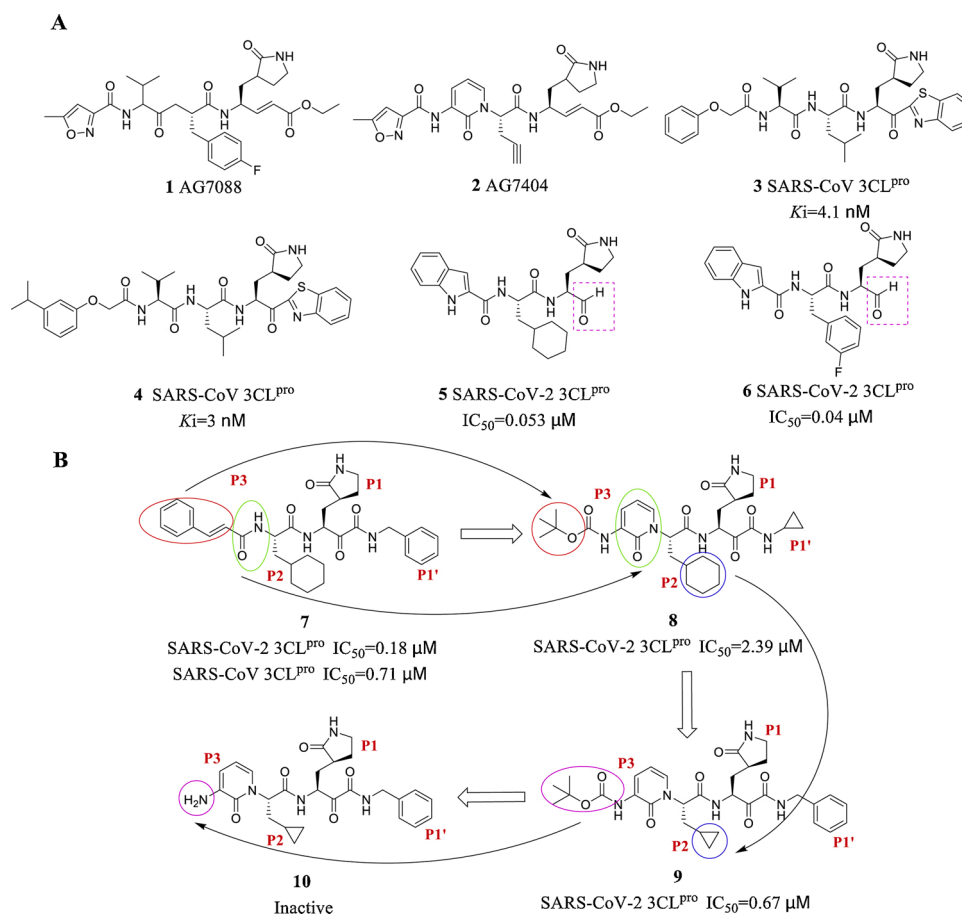 A
1 AG7088
2 AG7404
3 SARS-CoV 3CLpro
Ki=4.1 nM
4 SARS-CoV 3CLpro
Ki=3 nM
5 SARS-CoV-2 3CLpro
IC50=0.053 μM
6 SARS-CoV-2 3CLpro
IC50=0.04 μM
B
P3
P1
P2
P1'
7
SARS-CoV-2 3CLpro IC50=0.18 μM
SARS-CoV 3CLpro IC50=0.71 μM
P3
P1
P2
P1'
8
SARS-CoV-2 3CLpro IC50=2.39 μM
P3
P1
P2
P1'
10
Inactive
P3
P1
P2
P1'
9
SARS-CoV-2 3CLpro IC50=0.67 μM